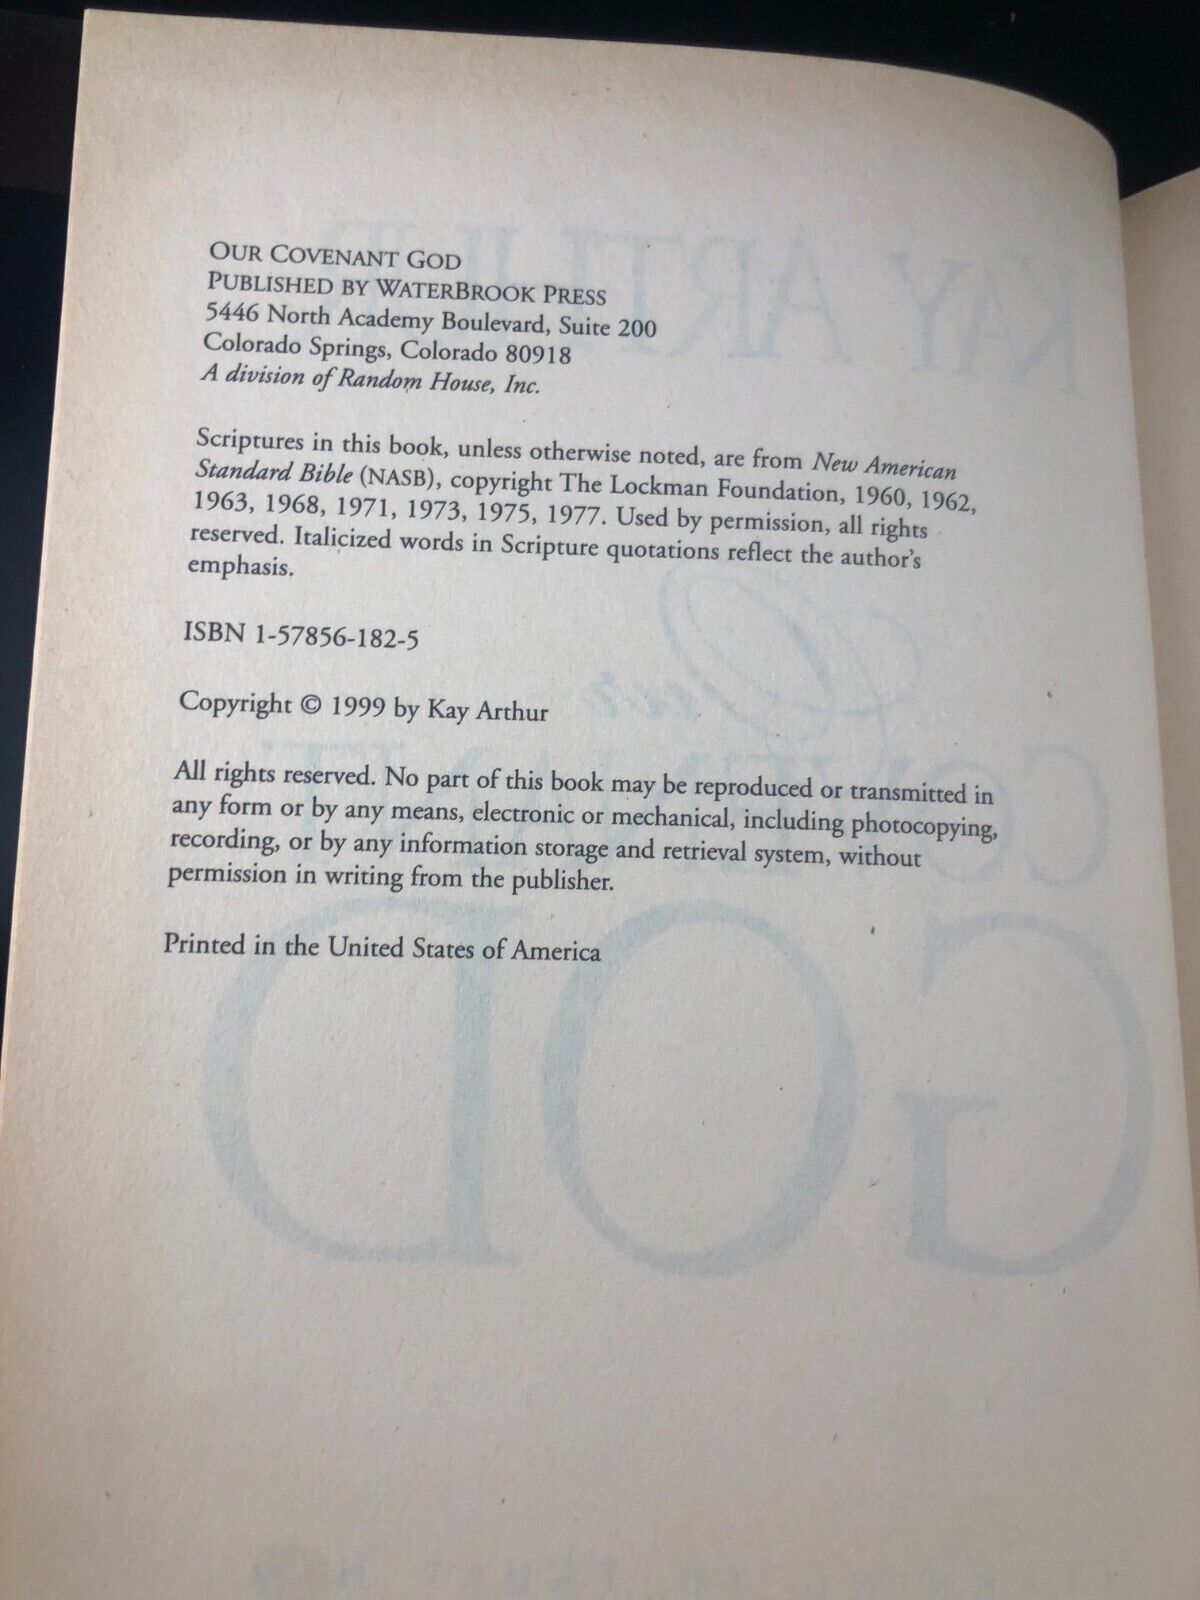 OUR COVENANT GOD
PUBLISHED BY WATERBROOK PRESS
5446 North Academy Boulevard, Suite 200
Colorado Springs, Colorado 80918
A division of Random House, Inc.
Scriptures in this book, unless otherwise noted, are from New American
Standard Bible (NASB), copyright The Lockman Foundation, 1960, 1962,
1963, 1968, 1971, 1973, 1975, 1977. Used by permission, all rights
reserved. Italicized words in Scripture quotations reflect the author's
emphasis.
ISBN 1-57856-182-5
Copyright © 1999 by Kay Arthur
All rights reserved. No part of this book may be reproduced or transmitted in
any form or by any means, electronic or mechanical, including photocopying,
recording, or by any information storage and retrieval system, without
permission in writing from the publisher.
Printed in the United States of America
KAY ARTHUR
Our
COVENANT
GOD